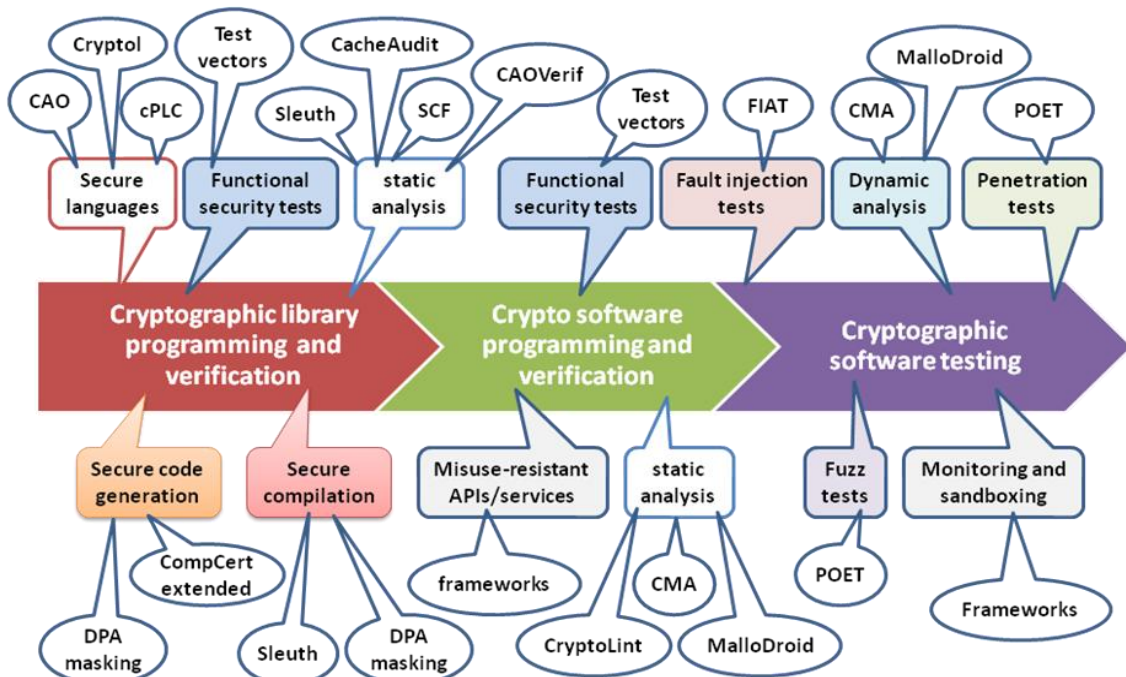 Cryptol
Test
vectors
CacheAudit
MalloDroid
CAO
cPLC
Sleuth
SCF
CAOVerif
Test
vectors
FIAT
CMA
POET
Secure
languages
Functional
security tests
static
analysis
Functional
security tests
Fault injection
tests
Dynamic
analysis
Penetration
tests
Cryptographic library
programming and
verification
Crypto software
programming and
verification
Cryptographic
software testing
Secure code
generation
Secure
compilation
Misuse-resistant
APIs/services
static
analysis
Fuzz
tests
Monitoring and
sandboxing
CompCert
extended
frameworks
CMA
POET
Frameworks
DPA
masking
Sleuth
DPA
masking
CryptoLint
MalloDroid